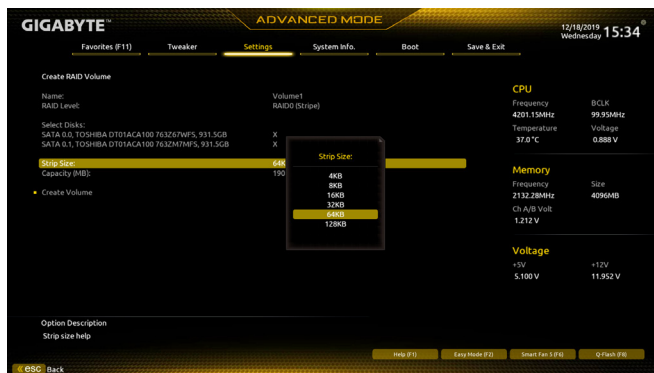 GIGABYTE™
ADVANCED MODE
12/18/2019
Wednesday 15:34
Favorites (F11) Tweaker Settings System Info. Boot Save & Exit
Create RAID Volume
Name: Volume1
RAID Level: RAID0 (Stripe)
Select Disks:
SATA 0.0, TOSHIBA DT01ACA100 763Z67WFS, 931.5GB X
SATA 0.1, TOSHIBA DT01ACA100 763ZM7MFS, 931.5GB X
Strip Size: 64K
Capacity (MB): 190
Create Volume
Strip Size:
4KB
8KB
16KB
32KB
64KB
128KB
CPU
Frequency BCLK
4201.15MHz 99.95MHz
Temperature Voltage
37.0 °C 0.888 V
Memory
Frequency Size
2132.28MHz 4096MB
Ch A/B Volt
1.212 V
Voltage
+5V +12V
5.100 V 11.952 V
Option Description
Strip size help
Help (F1) Easy Mode (F2) Smart Fan 5 (F6) Q-Flash (F8)
esc Back